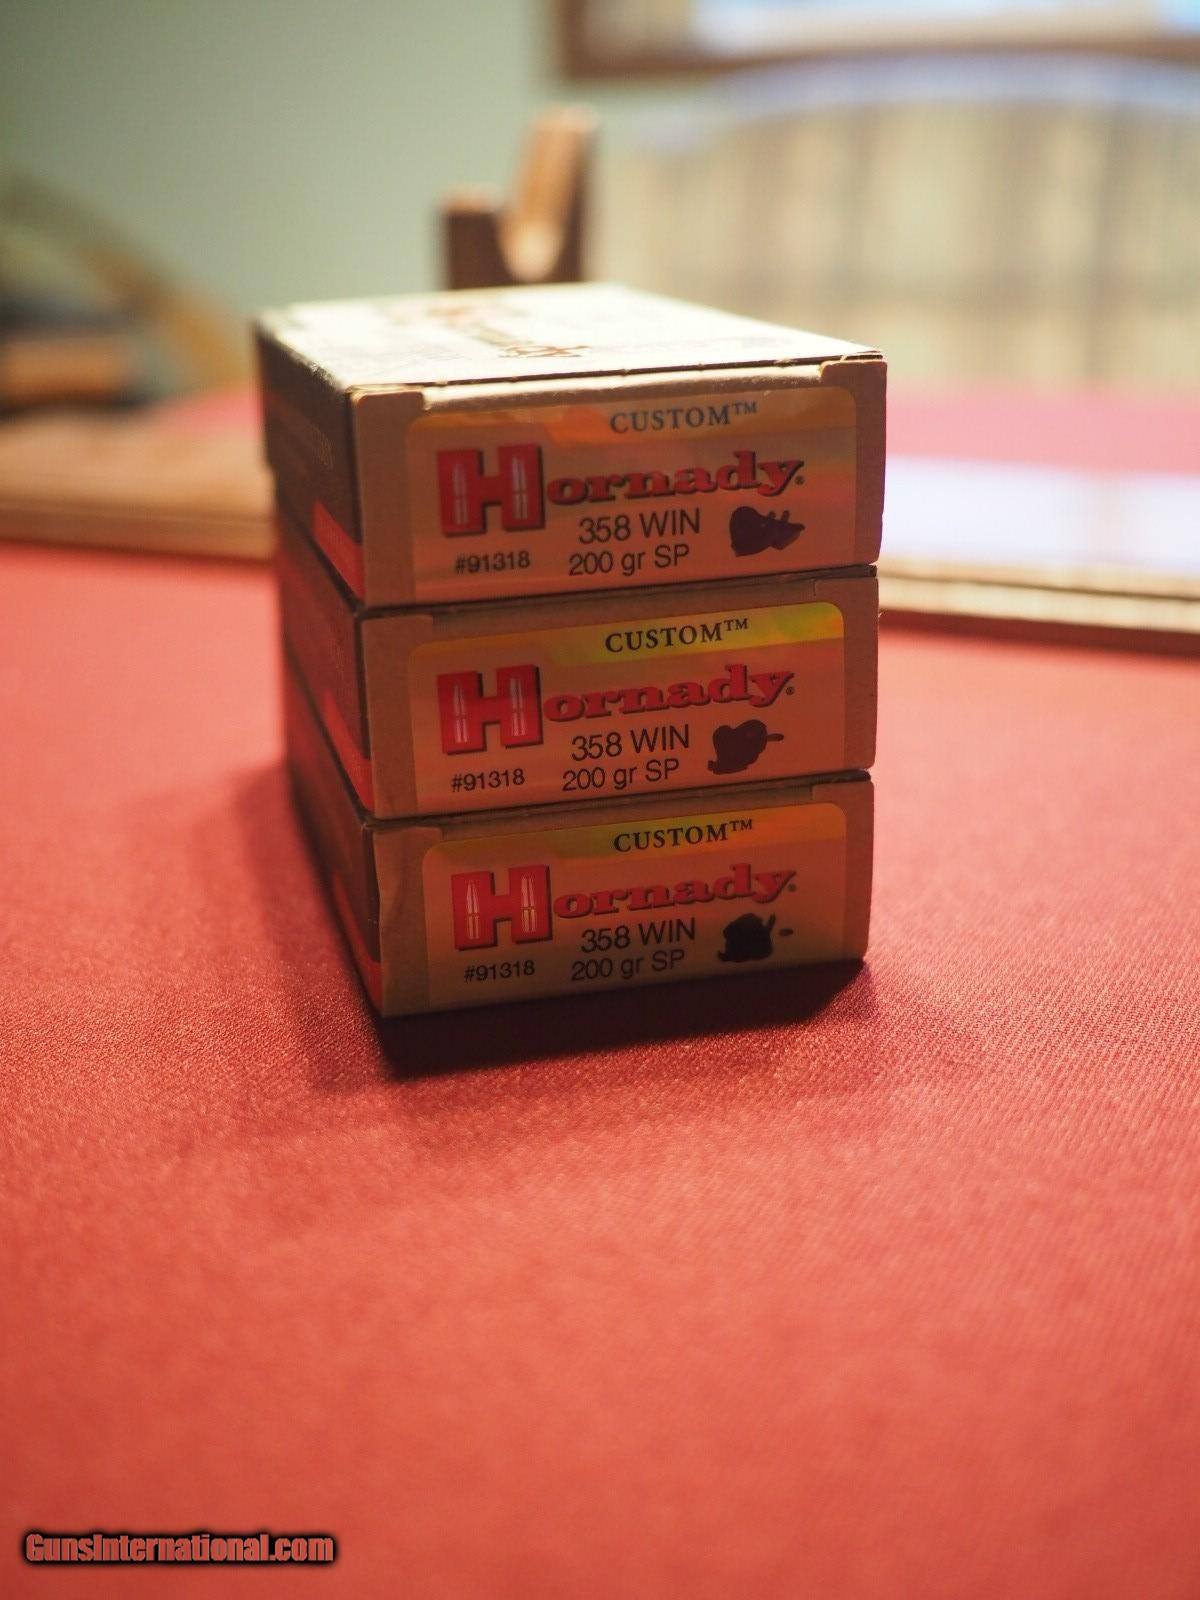 CUSTOM™
Hornady®
358 WIN
#91318 200 gr SP
CUSTOM™
Hornady®
358 WIN
#91318 200 gr SP
CUSTOM™
Hornady®
358 WIN
#91318 200 gr SP
GunsInternational.com